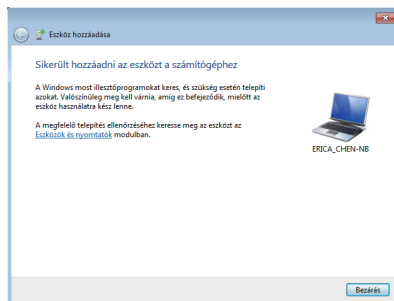 Eszköz hozzáadása
Sikerült hozzáadni az eszközt a számítógéphez
A Windows most illesztőprogramokat keres, és szükség esetén telepíti
azokat. Valószínűleg meg kell várnia, amíg ez befejeződik, mielőtt az
eszköz használatra kész lenne.
A megfelelő telepítés ellenőrzéséhez keresse meg az eszközt az
Eszközök és nyomtatók modulban.
ERICA_CHEN-NB
Bezárás